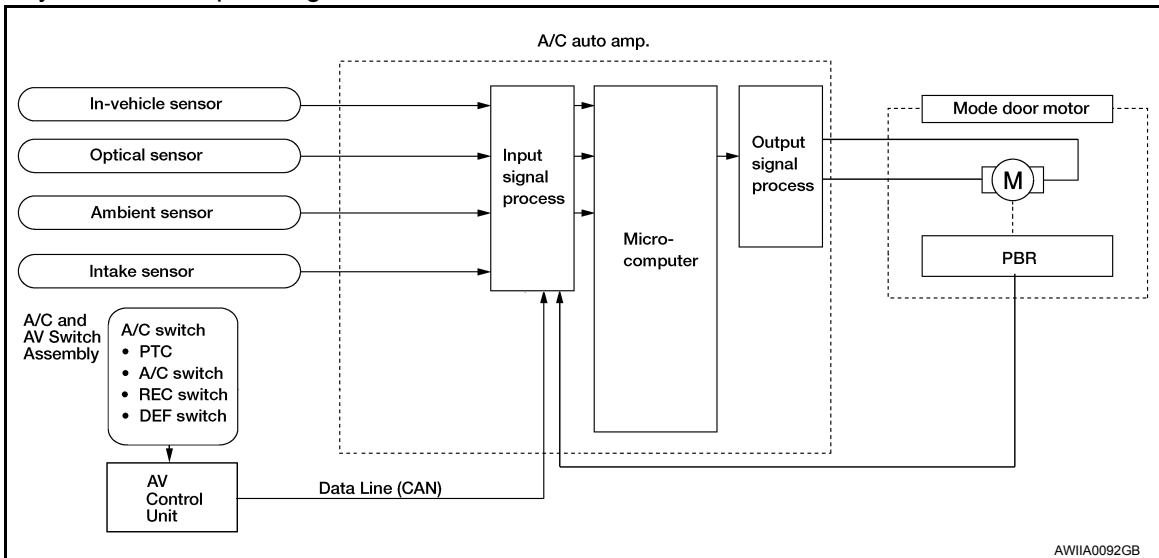 A/C auto amp.
In-vehicle sensor
Optical sensor
Ambient sensor
Intake sensor
Input
signal
process
Micro-
computer
Output
signal
process
Mode door motor
M
PBR
A/C and
AV Switch
Assembly
A/C switch
• PTC
• A/C switch
• REC switch
• DEF switch
AV
Control
Unit
Data Line (CAN)
AWIIA0092GB